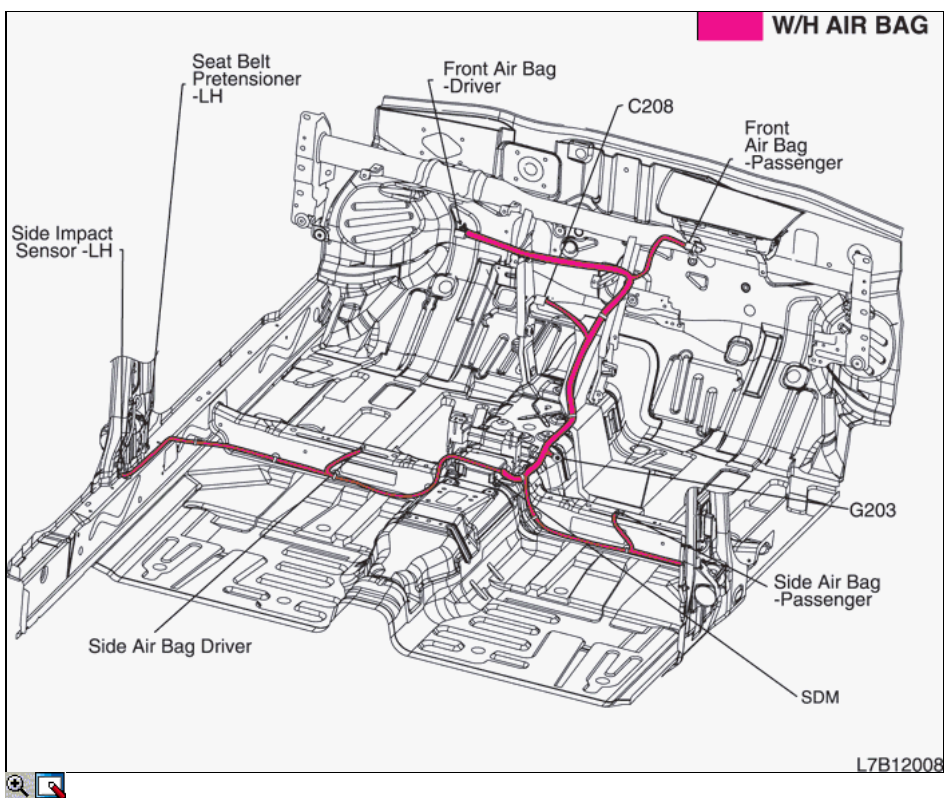 W/H AIR BAG
Seat Belt
Pretensioner
-LH
Front Air Bag
-Driver
C208
Front
Air Bag
-Passenger
Side Impact
Sensor -LH
G203
Side Air Bag
-Passenger
Side Air Bag Driver
SDM
L7B12008